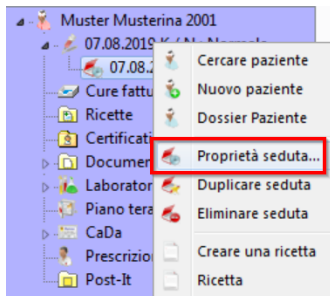 Muster Musterina 2001
07.08.2019 K / N : Normale
07.08.2
Cercare paziente
Cure fattu
Nuovo paziente
Ricette
Dossier Paziente
Certificati
Proprietà seduta...
Documen
Duplicare seduta
Laborator
Eliminare seduta
Piano tera
CaDa
Creare una ricetta
Prescrizio
Ricetta
Post-It